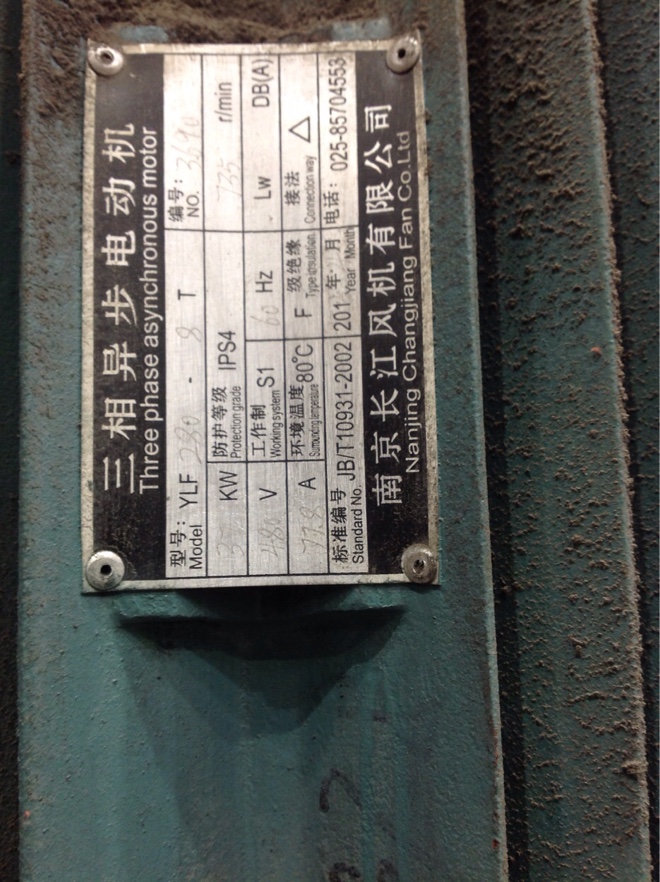 三相异步电动机
Three phase asynchronous motor
型号: YLF 280 - 8 T 编号: 3690
Model NO.
KW 防护等级 IPS4 735 r/min
Protection grade
V 工作制 S1 60 Hz Lw DB(A)
Working system
A 环境温度 80°C F 级绝缘 接法 △
Surrounding temperature Type insulation Connection way
标准编号 JB/T10931-2002 201 年 月 电话: 025-85704553
Standard No. Year Month
南京长江风机有限公司
Nanjing Changjiang Fan Co.Ltd